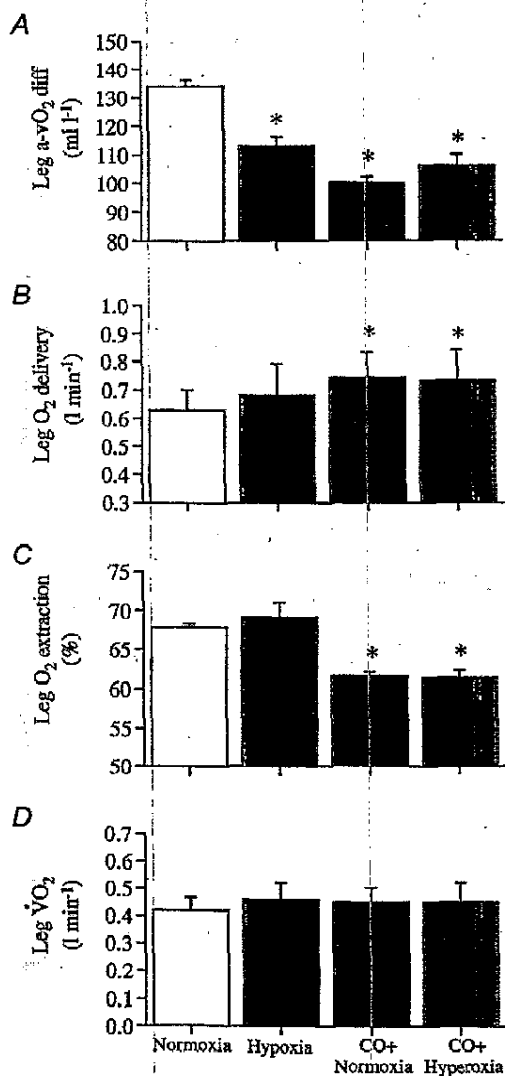 A
Leg a-vO₂ diff
(ml l⁻¹)
150
140
130
120
110
100
90
80
*
*
*
B
Leg O₂ delivery
(l min⁻¹)
1.0
0.9
0.8
0.7
0.6
0.5
0.4
0.3
*
*
C
Leg O₂ extraction
(%)
75
70
65
60
55
50
*
*
D
Leg V̇O₂
(l min⁻¹)
0.7
0.6
0.5
0.4
0.3
0.2
0.1
0.0
Normoxia
Hypoxia
CO+
Normoxia
CO+
Hyperoxia